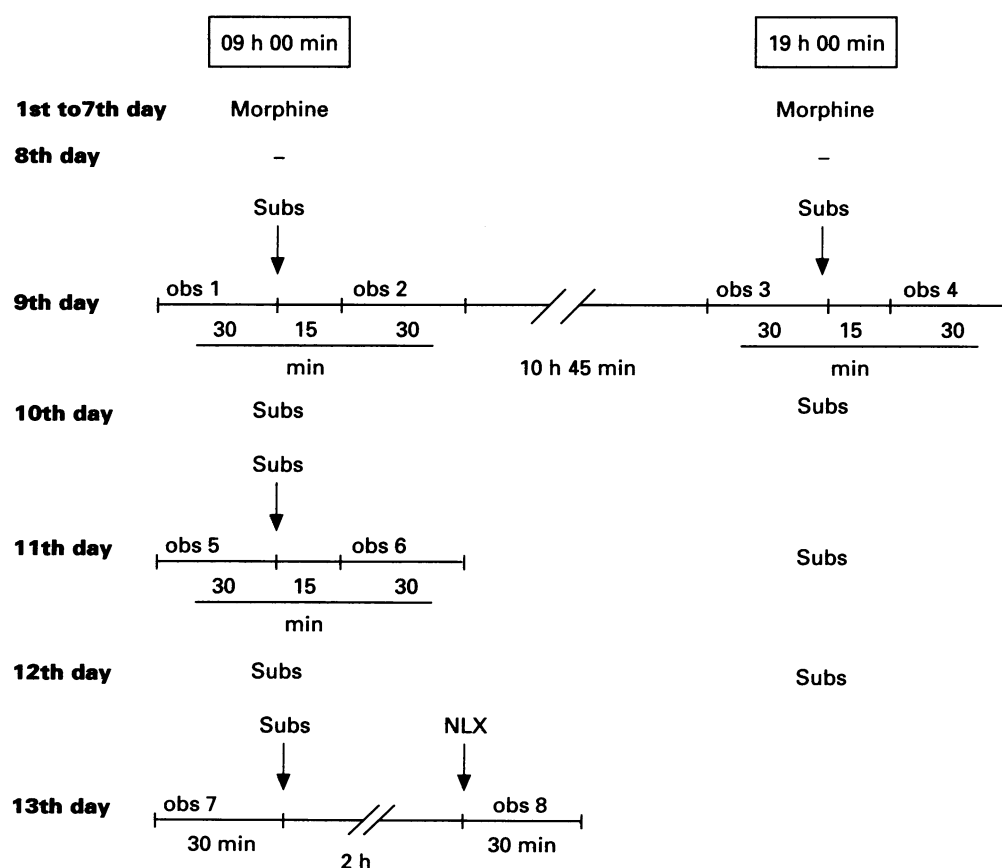 09 h 00 min 19 h 00 min
1st to7th day Morphine Morphine
8th day – –
Subs Subs
obs 1 obs 2 obs 3 obs 4
9th day
30 15 30 30 15 30
min 10 h 45 min min
10th day Subs Subs
Subs
obs 5 obs 6
11th day Subs
30 15 30
min
12th day Subs Subs
Subs NLX
obs 7 obs 8
13th day
30 min 30 min
2 h